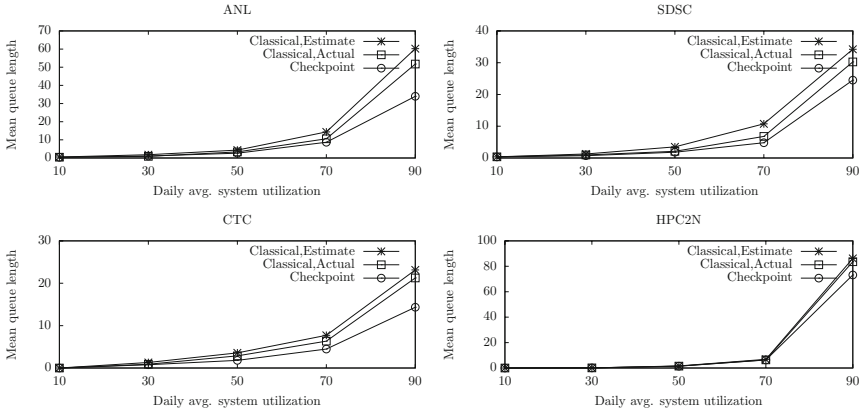 ANL
70
60
50
40
30
20
10
0
Mean queue length
Classical,Estimate
Classical,Actual
Checkpoint
10 30 50 70 90
Daily avg. system utilization
SDSC
40
30
20
10
0
Mean queue length
Classical,Estimate
Classical,Actual
Checkpoint
10 30 50 70 90
Daily avg. system utilization
CTC
30
20
10
0
Mean queue length
Classical,Estimate
Classical,Actual
Checkpoint
10 30 50 70 90
Daily avg. system utilization
HPC2N
100
80
60
40
20
0
Mean queue length
Classical,Estimate
Classical,Actual
Checkpoint
10 30 50 70 90
Daily avg. system utilization